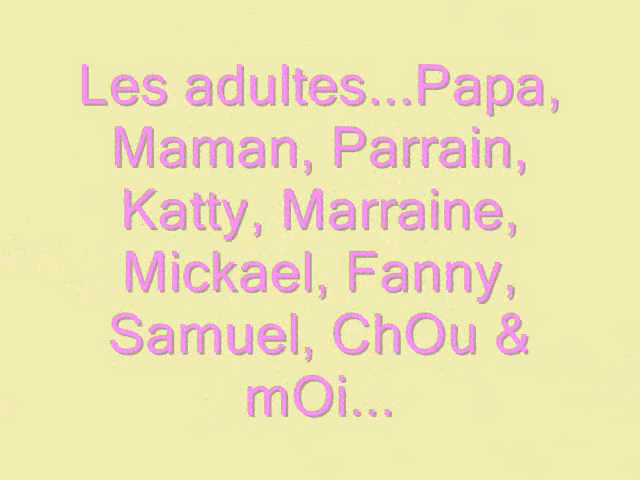 Les adultes...Papa,
Maman, Parrain,
Katty, Marraine,
Mickael, Fanny,
Samuel, ChOu &
mOi...